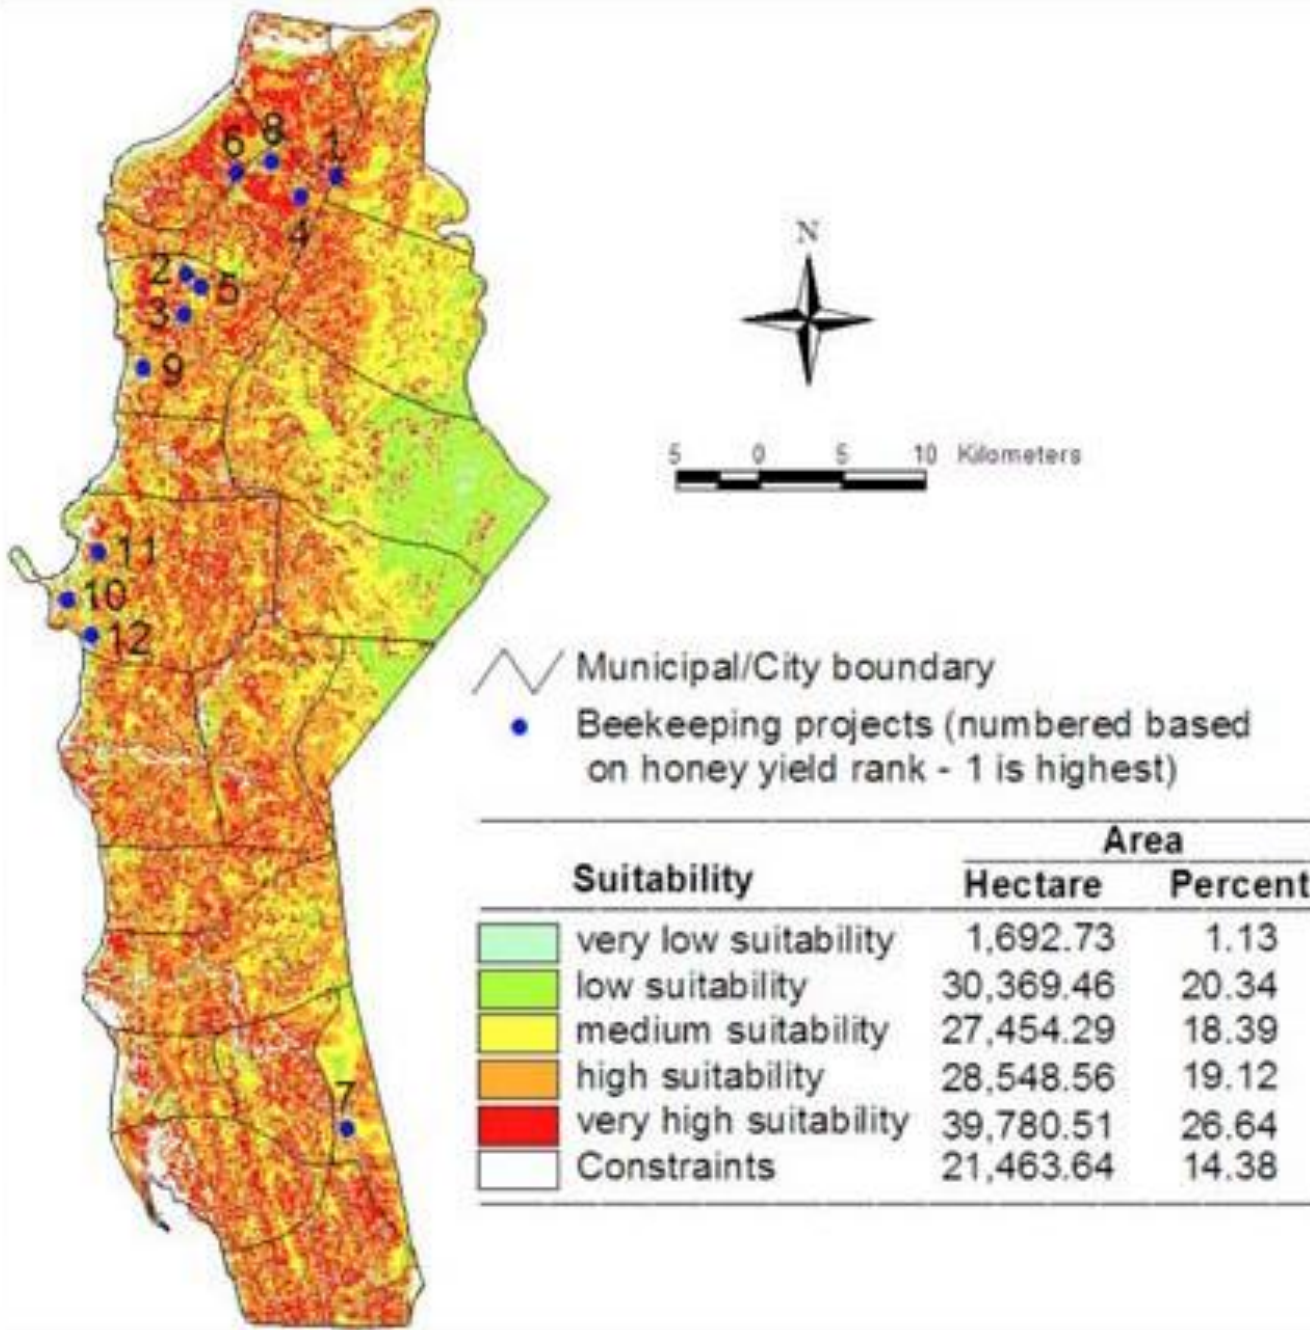 6 8 1
4
2 5
3
9
N
5 0 5 10 Kilometers
11
10
12
Municipal/City boundary
Beekeeping projects (numbered based
on honey yield rank - 1 is highest)
Area
Suitability Hectare Percent
very low suitability 1,692.73 1.13
low suitability 30,369.46 20.34
medium suitability 27,454.29 18.39
high suitability 28,548.56 19.12
very high suitability 39,780.51 26.64
Constraints 21,463.64 14.38
7